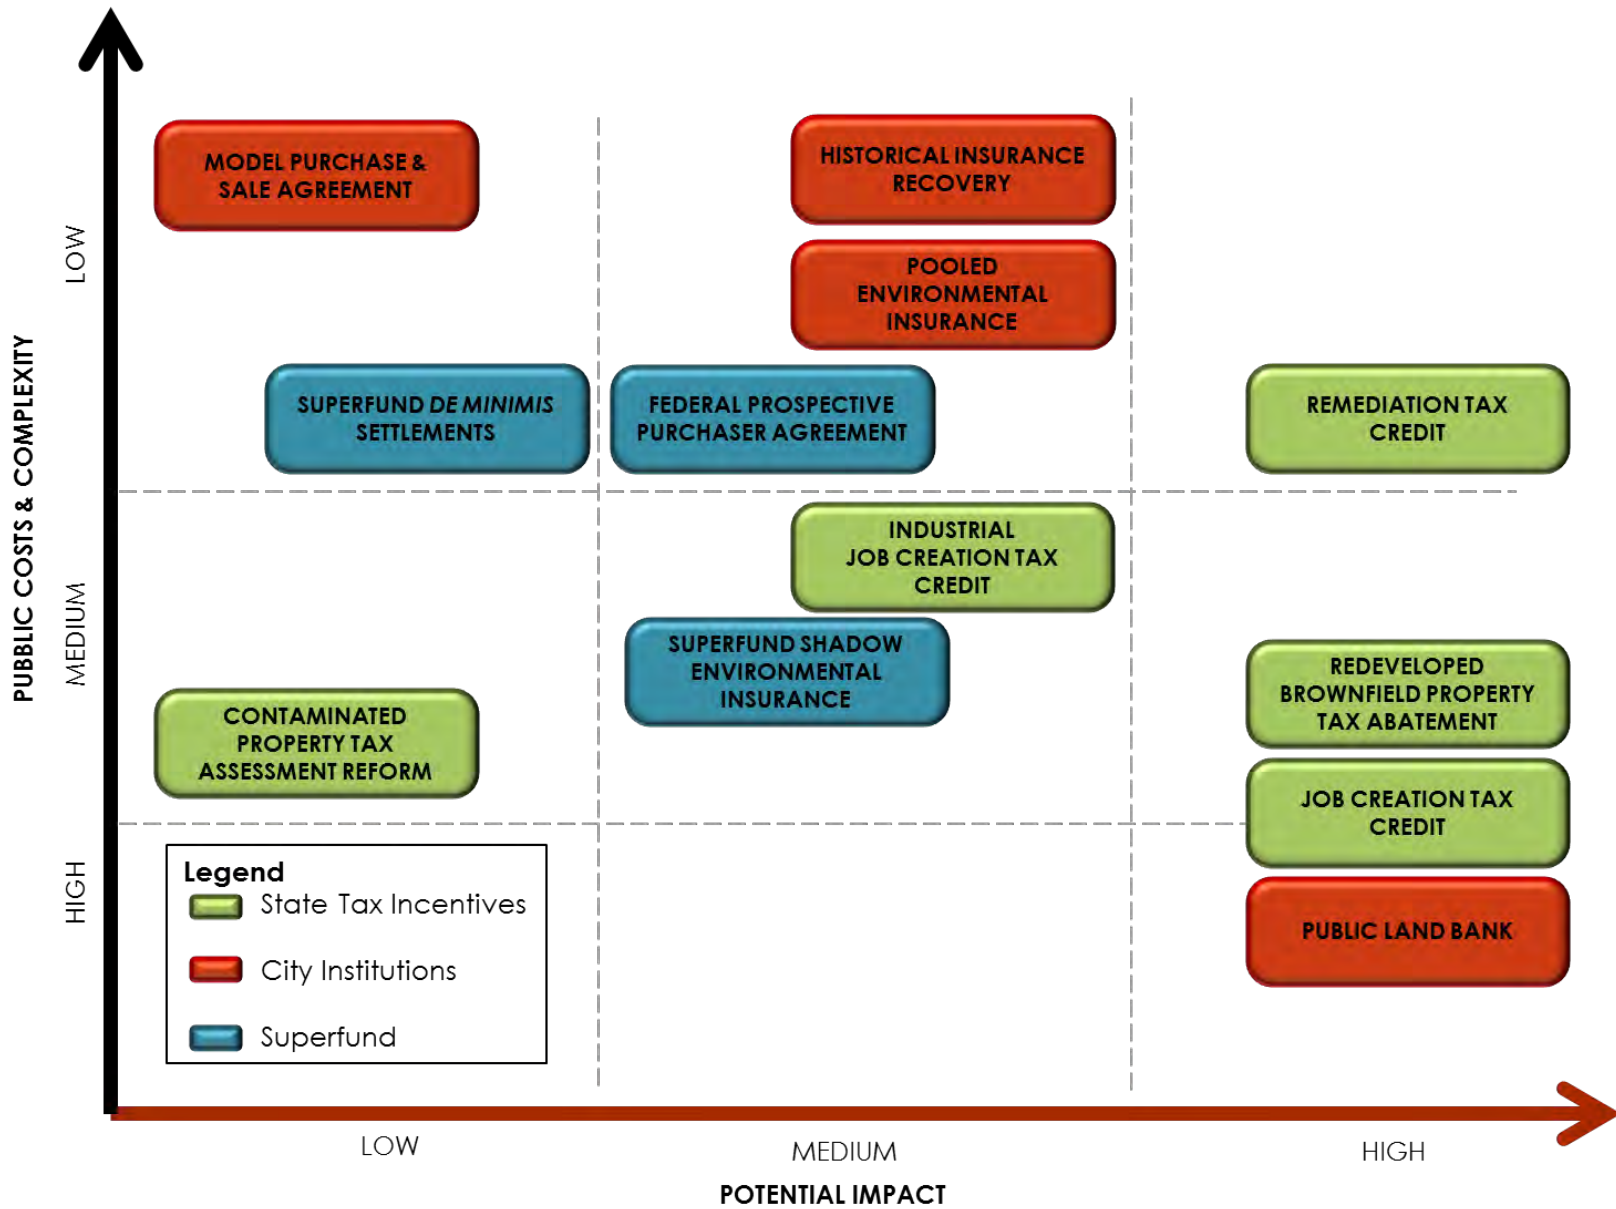 MODEL PURCHASE &
SALE AGREEMENT
HISTORICAL INSURANCE
RECOVERY
POOLED
ENVIRONMENTAL
INSURANCE
SUPERFUND DE MINIMIS
SETTLEMENTS
FEDERAL PROSPECTIVE
PURCHASER AGREEMENT
REMEDIATION TAX
CREDIT
INDUSTRIAL
JOB CREATION TAX
CREDIT
SUPERFUND SHADOW
ENVIRONMENTAL
INSURANCE
REDEVELOPED
BROWNFIELD PROPERTY
TAX ABATEMENT
CONTAMINATED
PROPERTY TAX
ASSESSMENT REFORM
JOB CREATION TAX
CREDIT
PUBLIC LAND BANK
PUBBLIC COSTS & COMPLEXITY
LOW
MEDIUM
HIGH
Legend
State Tax Incentives
City Institutions
Superfund
LOW
MEDIUM
HIGH
POTENTIAL IMPACT